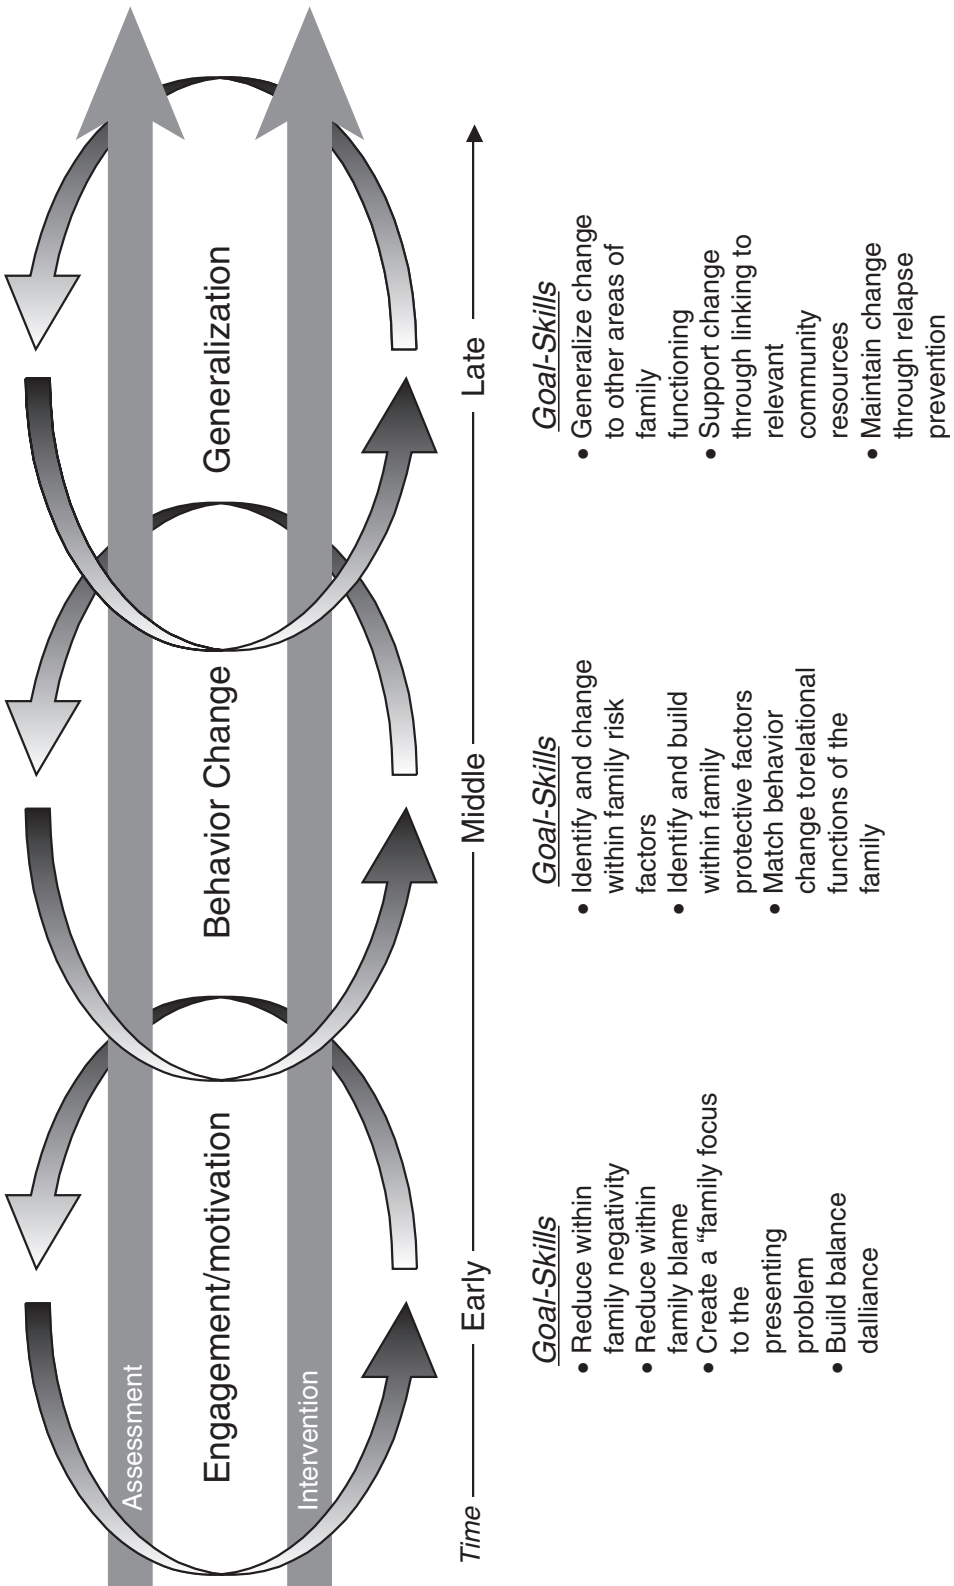 Assessment
Engagement/motivation
Behavior Change
Generalization
Intervention
Time
Early
Middle
Late
Goal-Skills
• Reduce within
family negativity
• Reduce within
family blame
• Create a “family focus
to the
presenting
problem
• Build balance
dalliance
Goal-Skills
• Identify and change
within family risk
factors
• Identify and build
within family
protective factors
• Match behavior
change torelational
functions of the
family
Goal-Skills
• Generalize change
to other areas of
family
functioning
• Support change
through linking to
relevant
community
resources
• Maintain change
through relapse
prevention